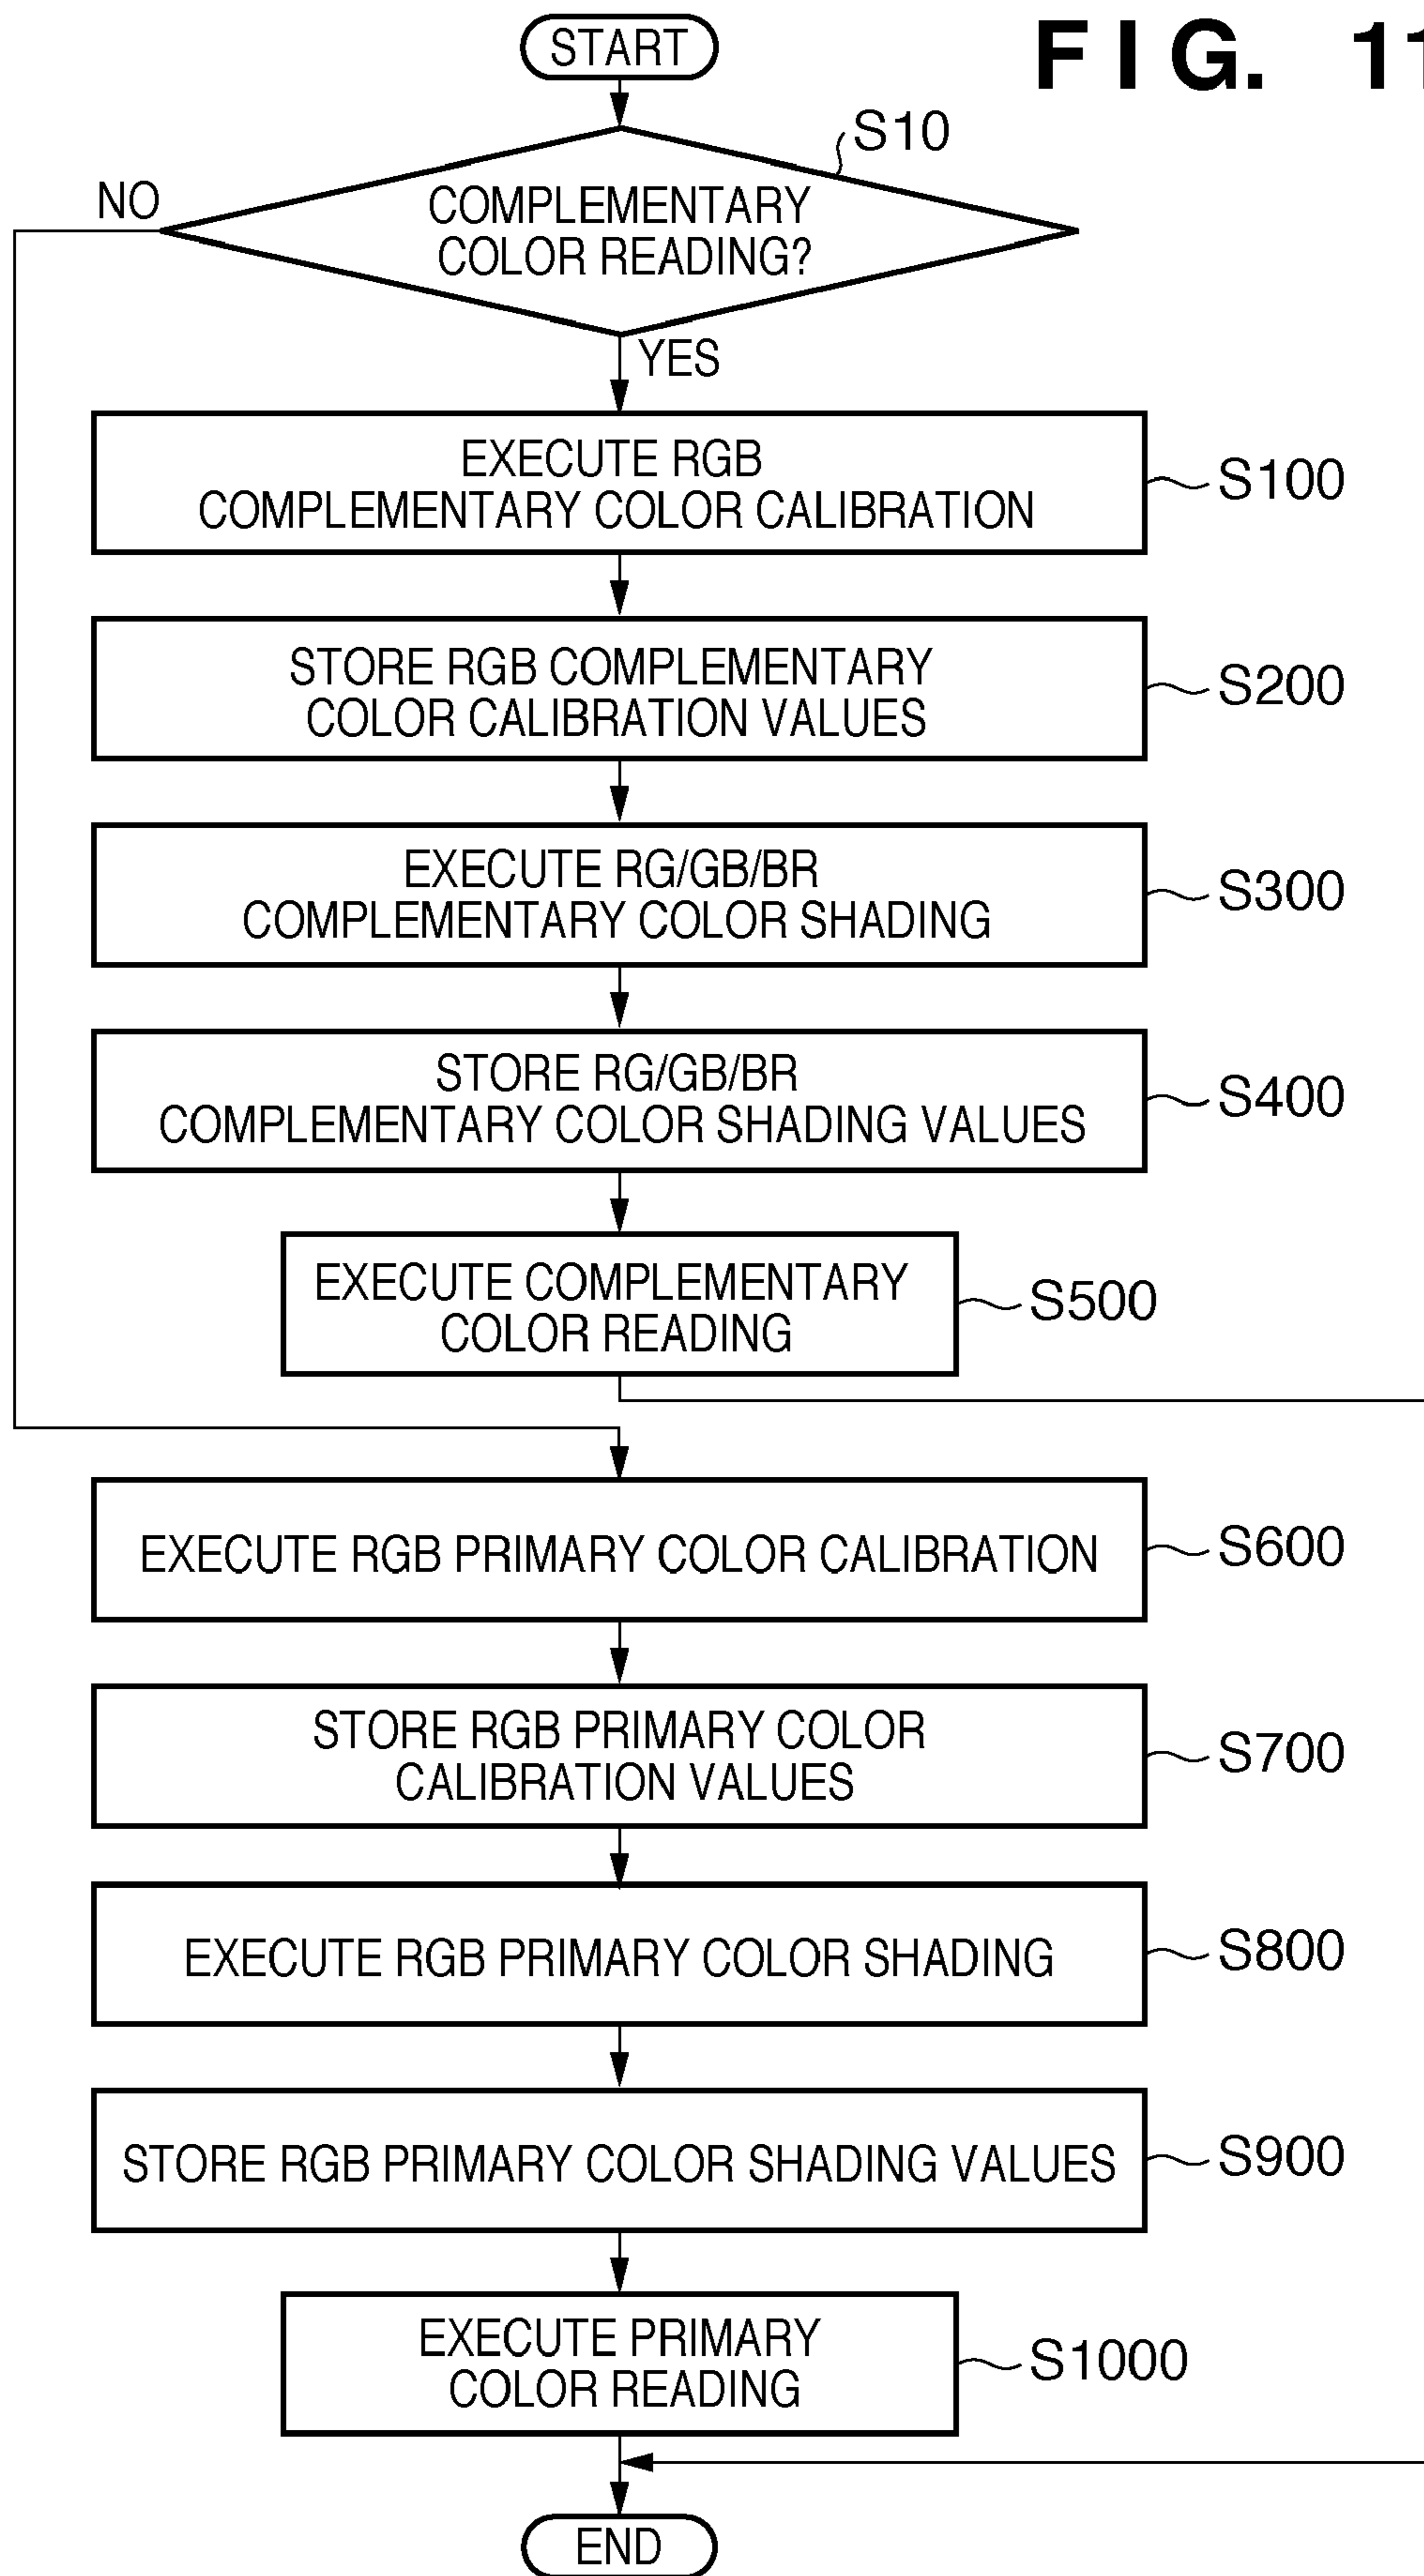 START
FIG. 11
S10
NO
COMPLEMENTARY
COLOR READING?
YES
EXECUTE RGB
COMPLEMENTARY COLOR CALIBRATION
S100
STORE RGB COMPLEMENTARY
COLOR CALIBRATION VALUES
S200
EXECUTE RG/GB/BR
COMPLEMENTARY COLOR SHADING
S300
STORE RG/GB/BR
COMPLEMENTARY COLOR SHADING VALUES
S400
EXECUTE COMPLEMENTARY
COLOR READING
S500
EXECUTE RGB PRIMARY COLOR CALIBRATION
S600
STORE RGB PRIMARY COLOR
CALIBRATION VALUES
S700
EXECUTE RGB PRIMARY COLOR SHADING
S800
STORE RGB PRIMARY COLOR SHADING VALUES
S900
EXECUTE PRIMARY
COLOR READING
S1000
END